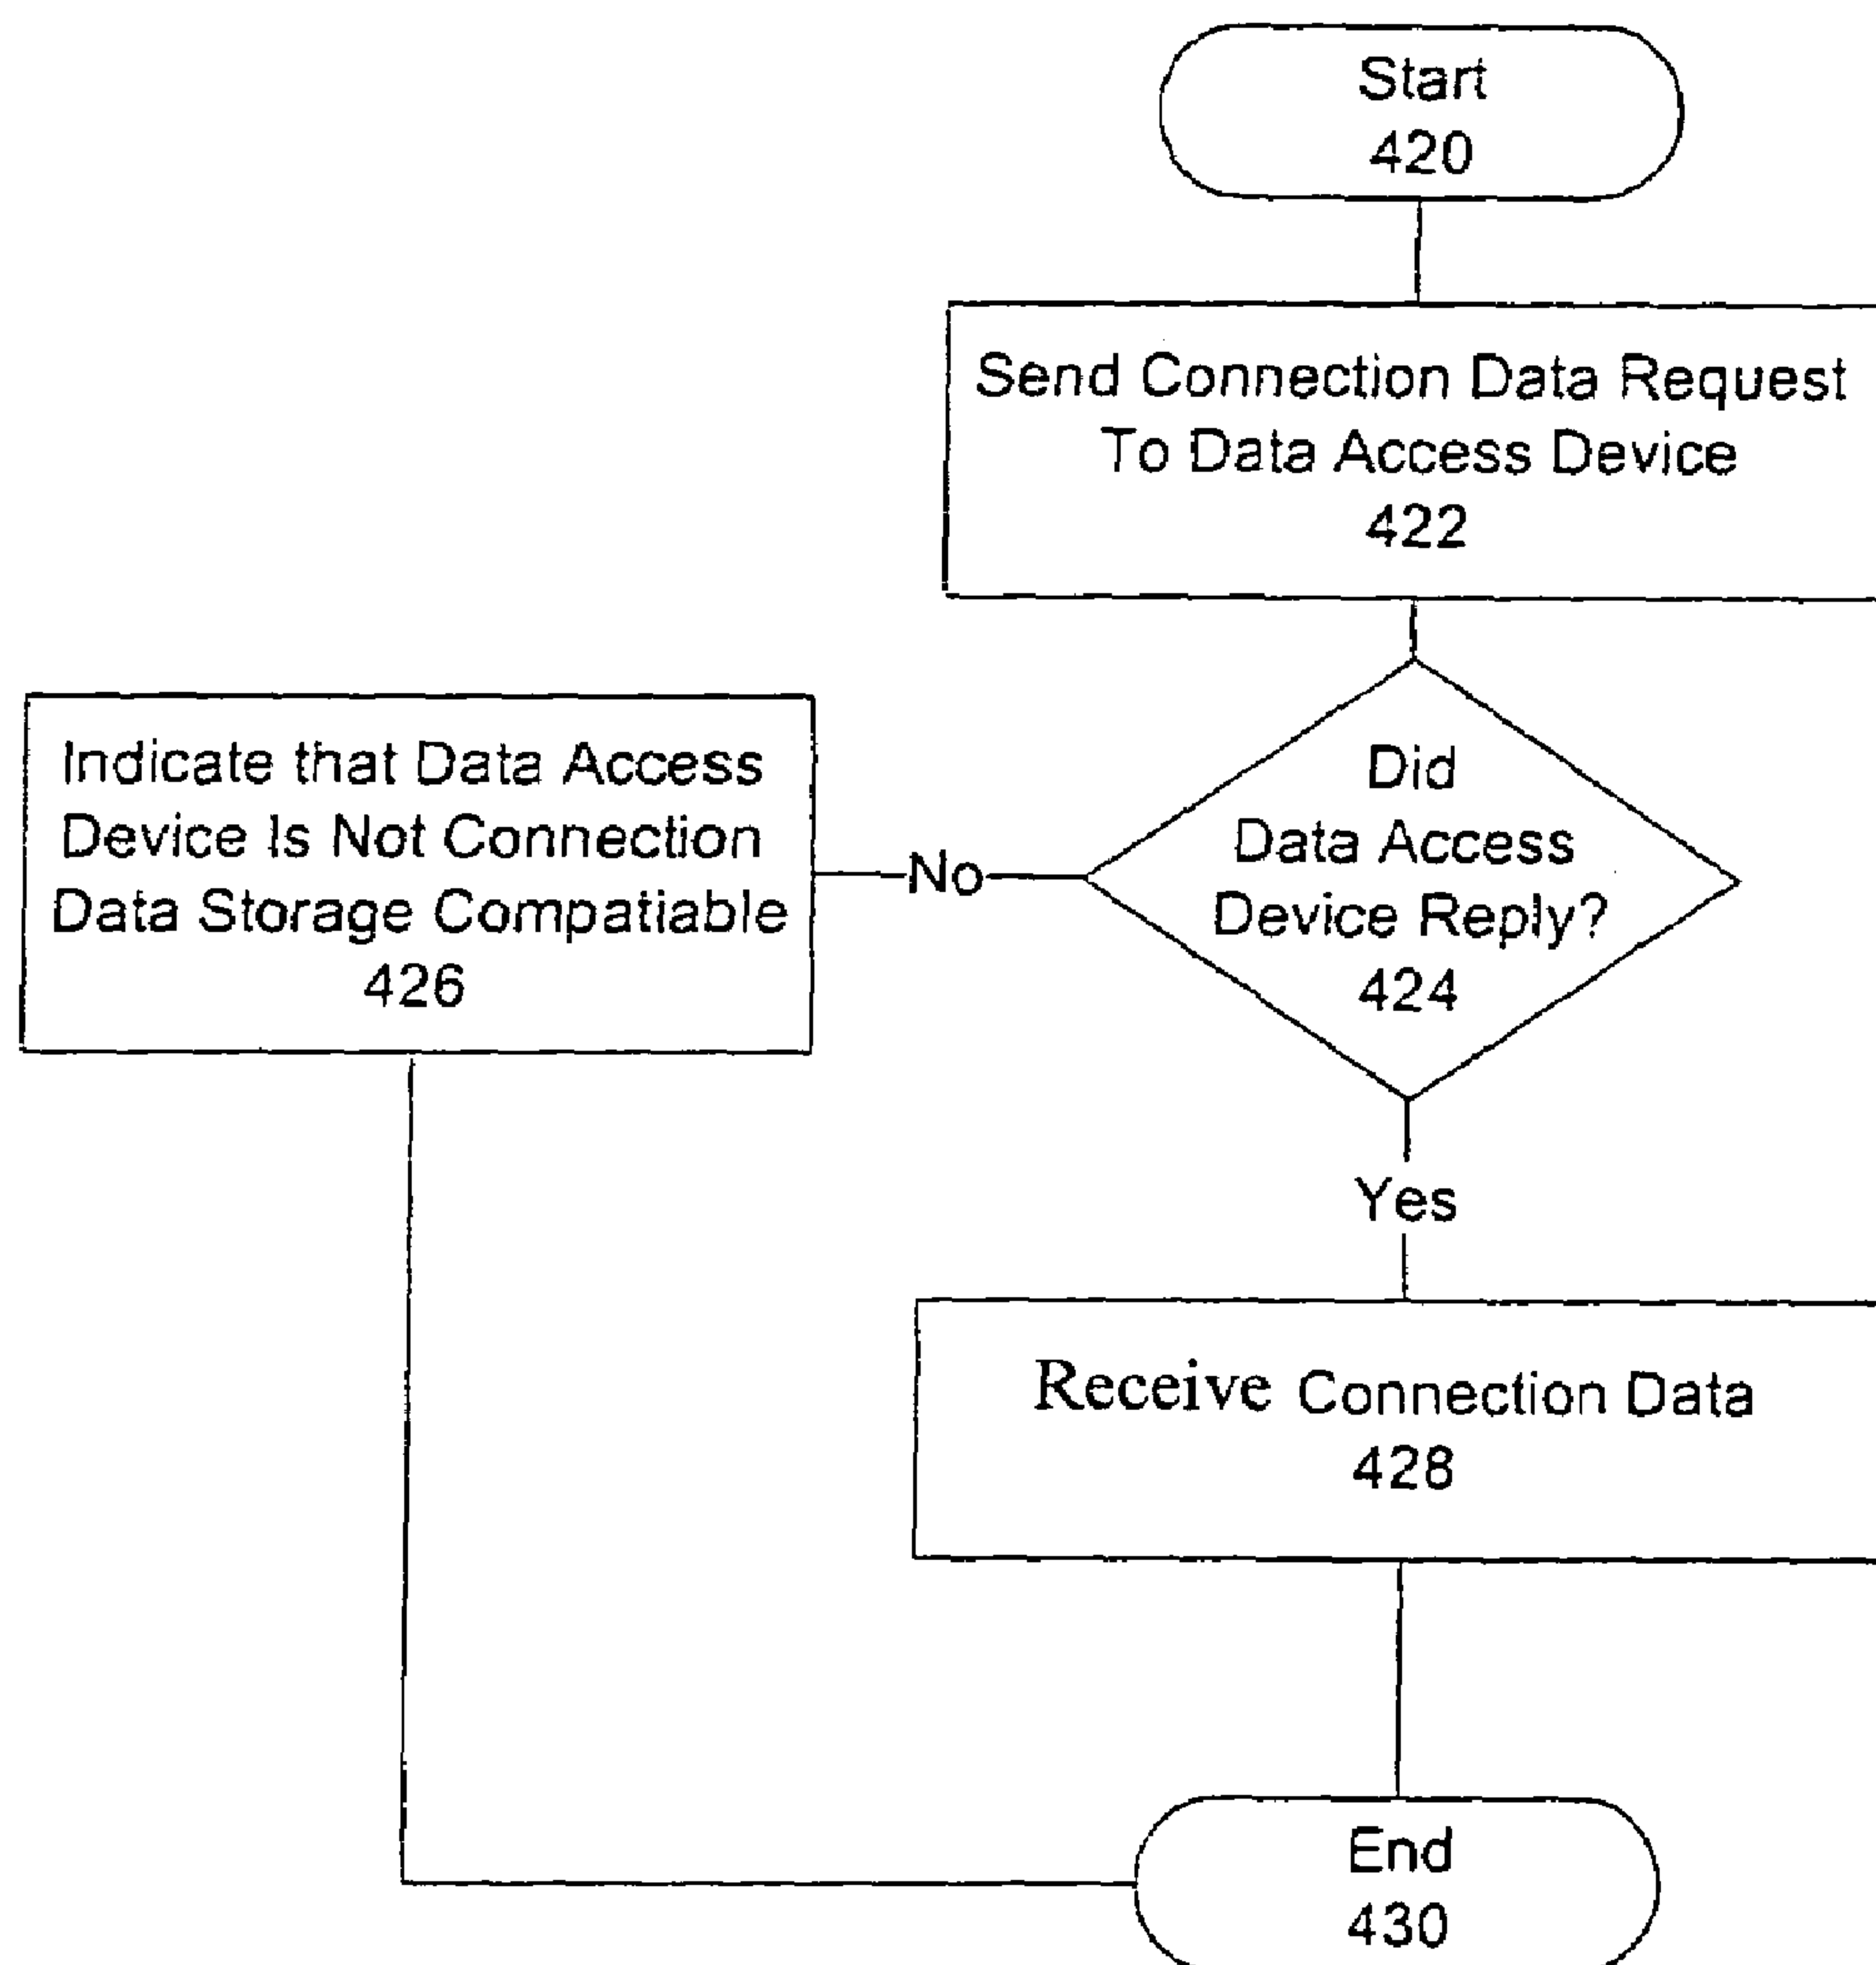 Start
420
Send Connection Data Request
To Data Access Device
422
Did
Data Access
Device Reply?
424
No
Indicate that Data Access
Device Is Not Connection
Data Storage Compatiable
426
Yes
Receive Connection Data
428
End
430